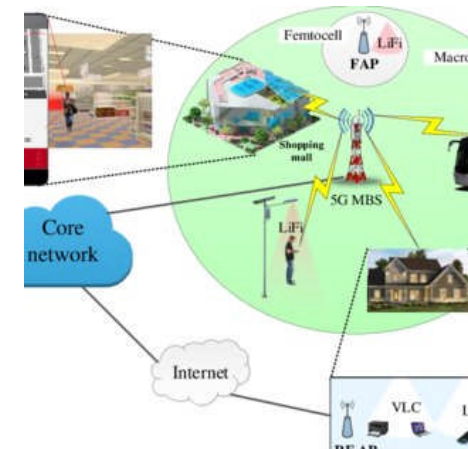 Femtocell
LiFi
FAP
Macro
Shopping
mall
5G MBS
LiFi
Core
network
Internet
VLC
L